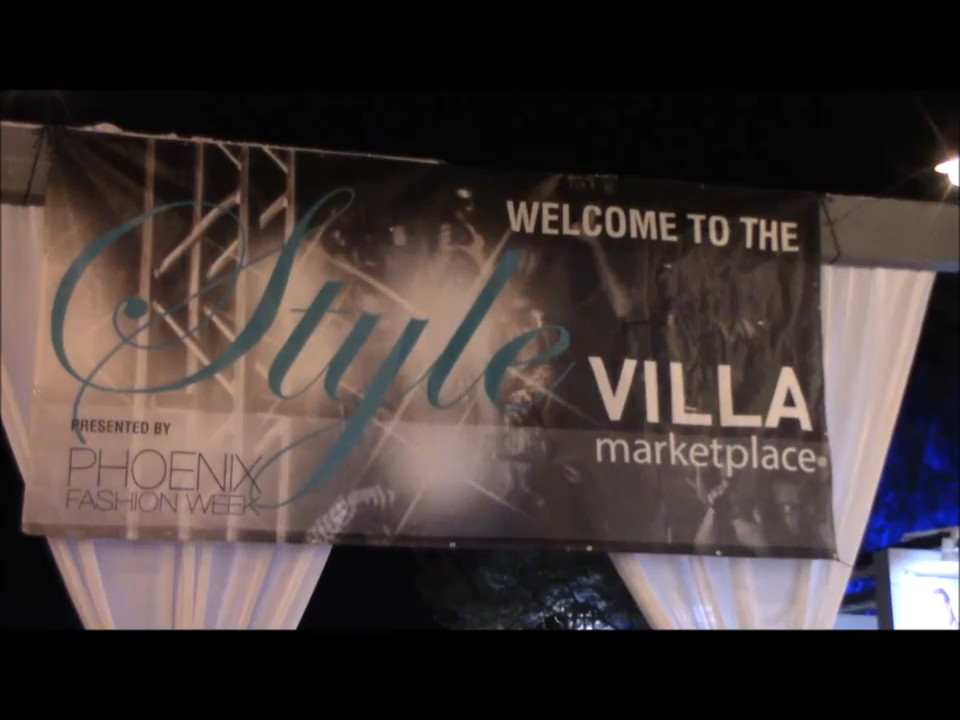 WELCOME TO THE
Style
VILLA
marketplace
PRESENTED BY
PHOENIX
FASHION WEEK